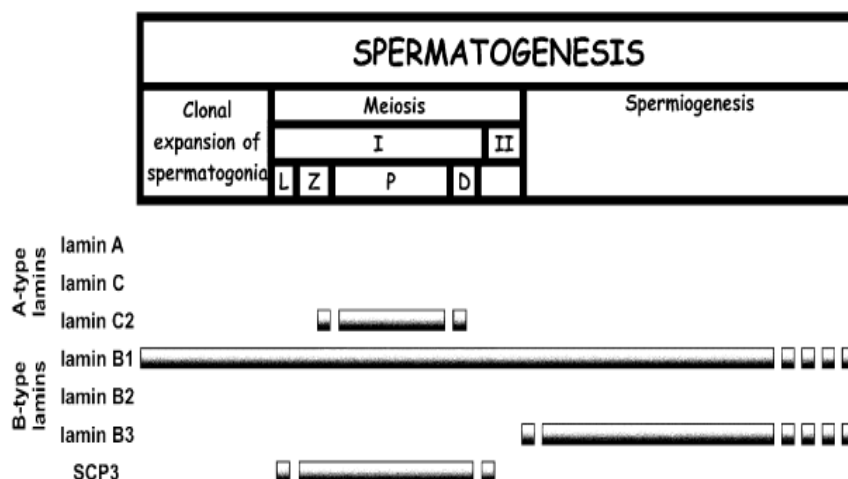 SPERMATOGENESIS
Clonal
expansion of
spermatogonia
Meiosis
Spermiogenesis
I
II
L
Z
P
D
A-type
lamins
lamin A
lamin C
lamin C2
B-type
lamins
lamin B1
lamin B2
lamin B3
SCP3